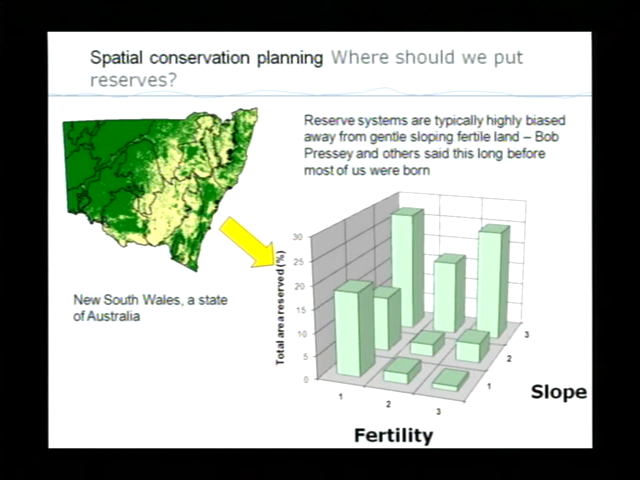 Spatial conservation planning Where should we put
reserves?
Reserve systems are typically highly biased
away from gentle sloping fertile land – Bob
Pressey and others said this long before
most of us were born
New South Wales, a state
of Australia
Total area reserved (%)
30
25
20
15
10
5
0
1
2
3
1
2
3
Slope
Fertility